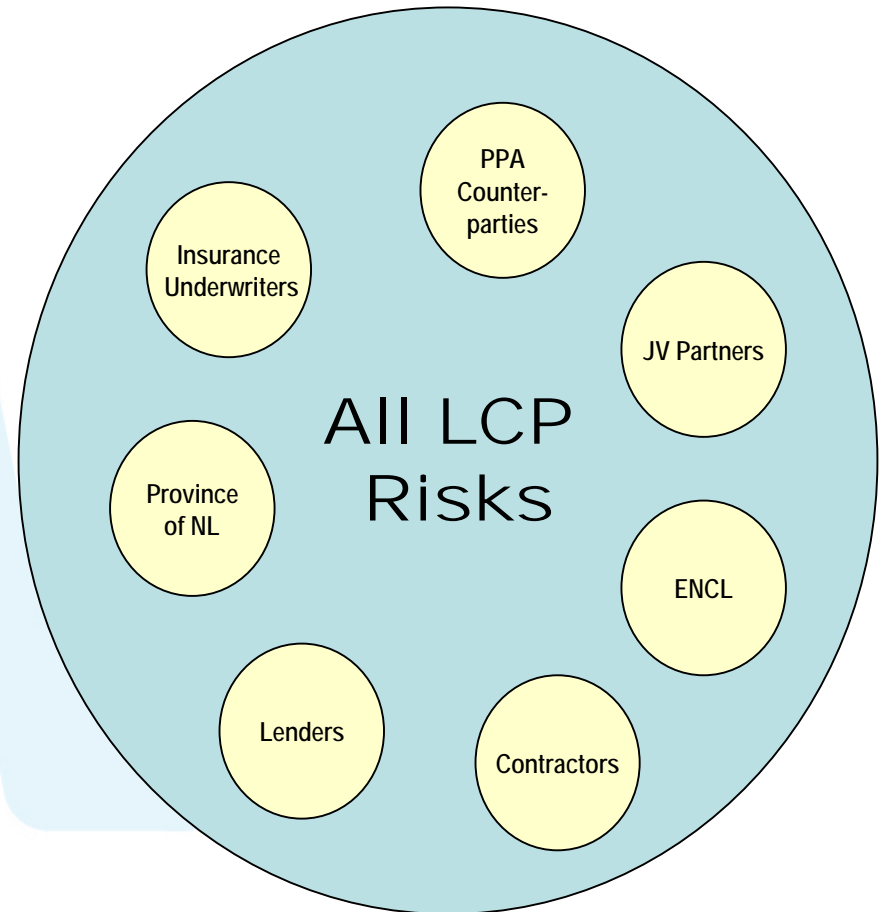 PPA
Counter-
parties
Insurance
Underwriters
JV Partners
All LCP
Risks
Province
of NL
ENCL
Lenders
Contractors